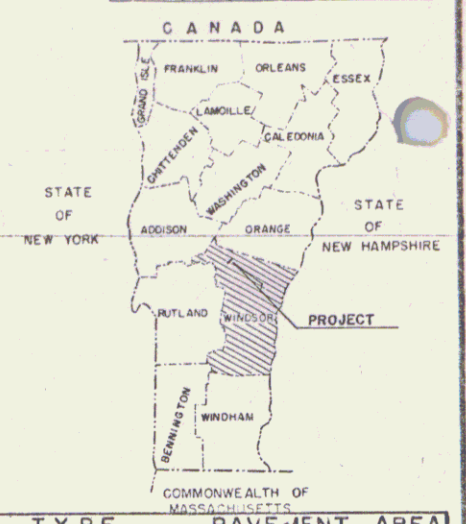 CANADA
GRAND ISLE
FRANKLIN
ORLEANS
ESSEX
LAMOILLE
CHITTENDEN
CALEDONIA
WASHINGTON
STATE
OF
NEW YORK
ADDISON
ORANGE
STATE
OF
NEW HAMPSHIRE
RUTLAND
WINDSOR
PROJECT
BENNINGTON
WINDHAM
COMMONWEALTH OF
MASSACHUSETTS
TYPE PAVEMENT AREA